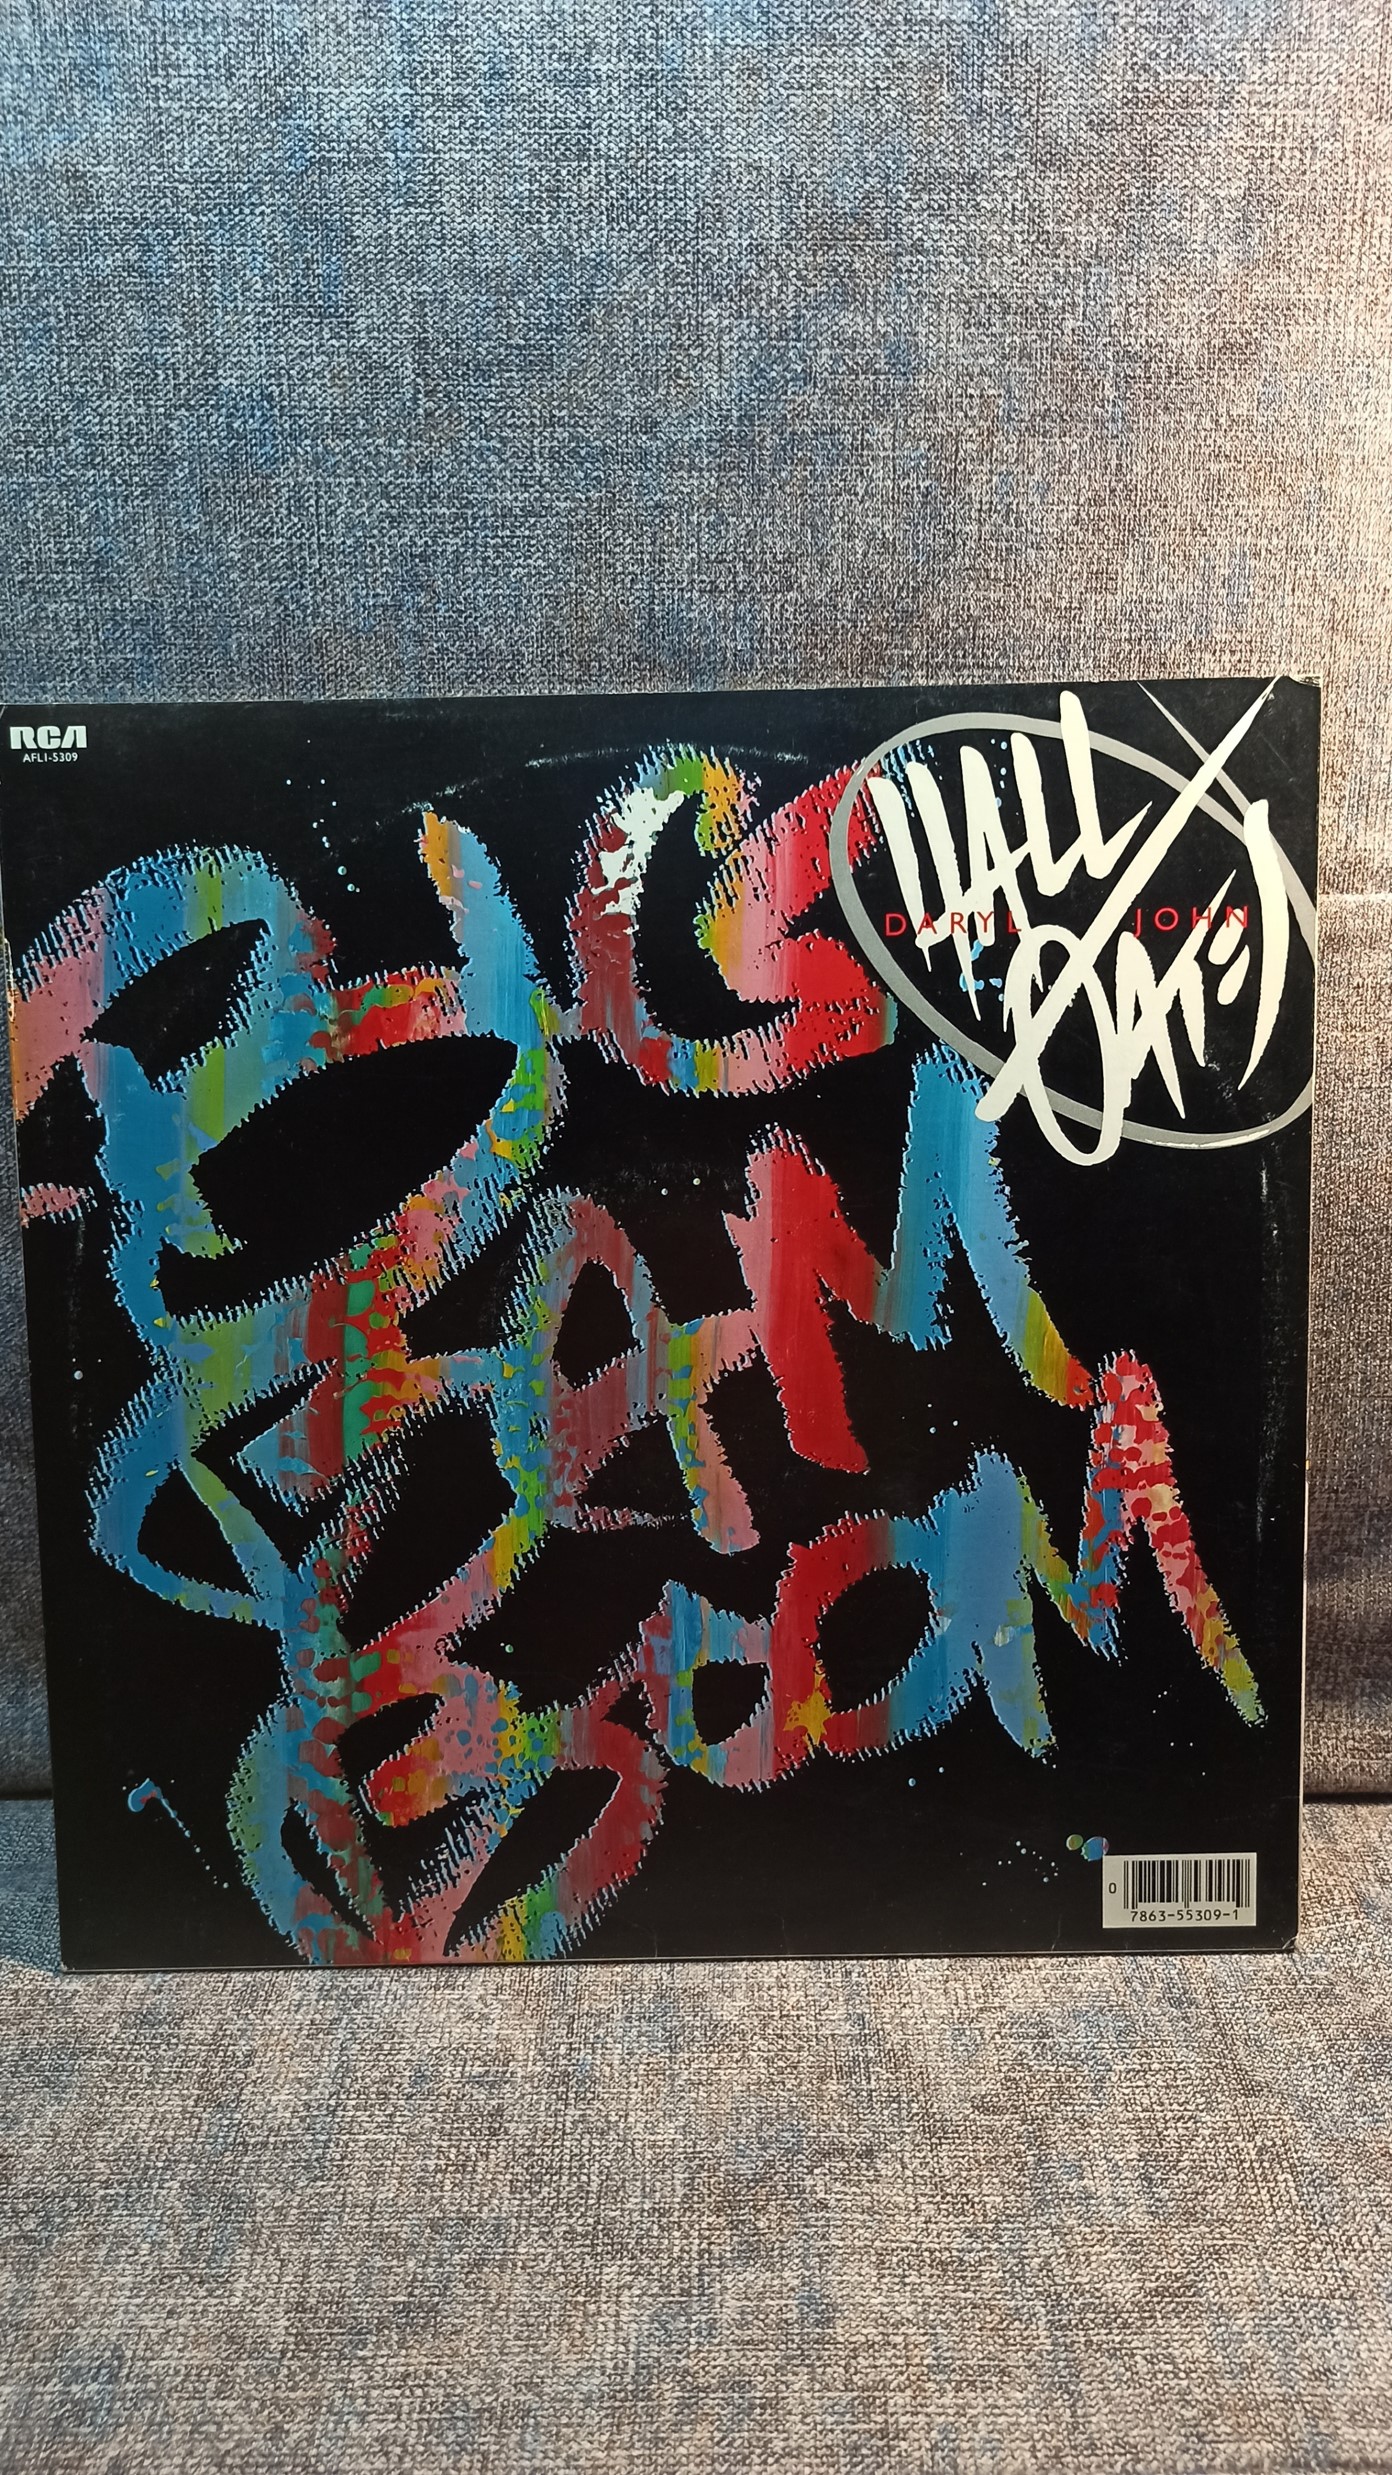 RCA
AFL1-5309
HALL
DARYL JOHN
OATES
BIG
BAM
BOOM
0
7863-55309-1